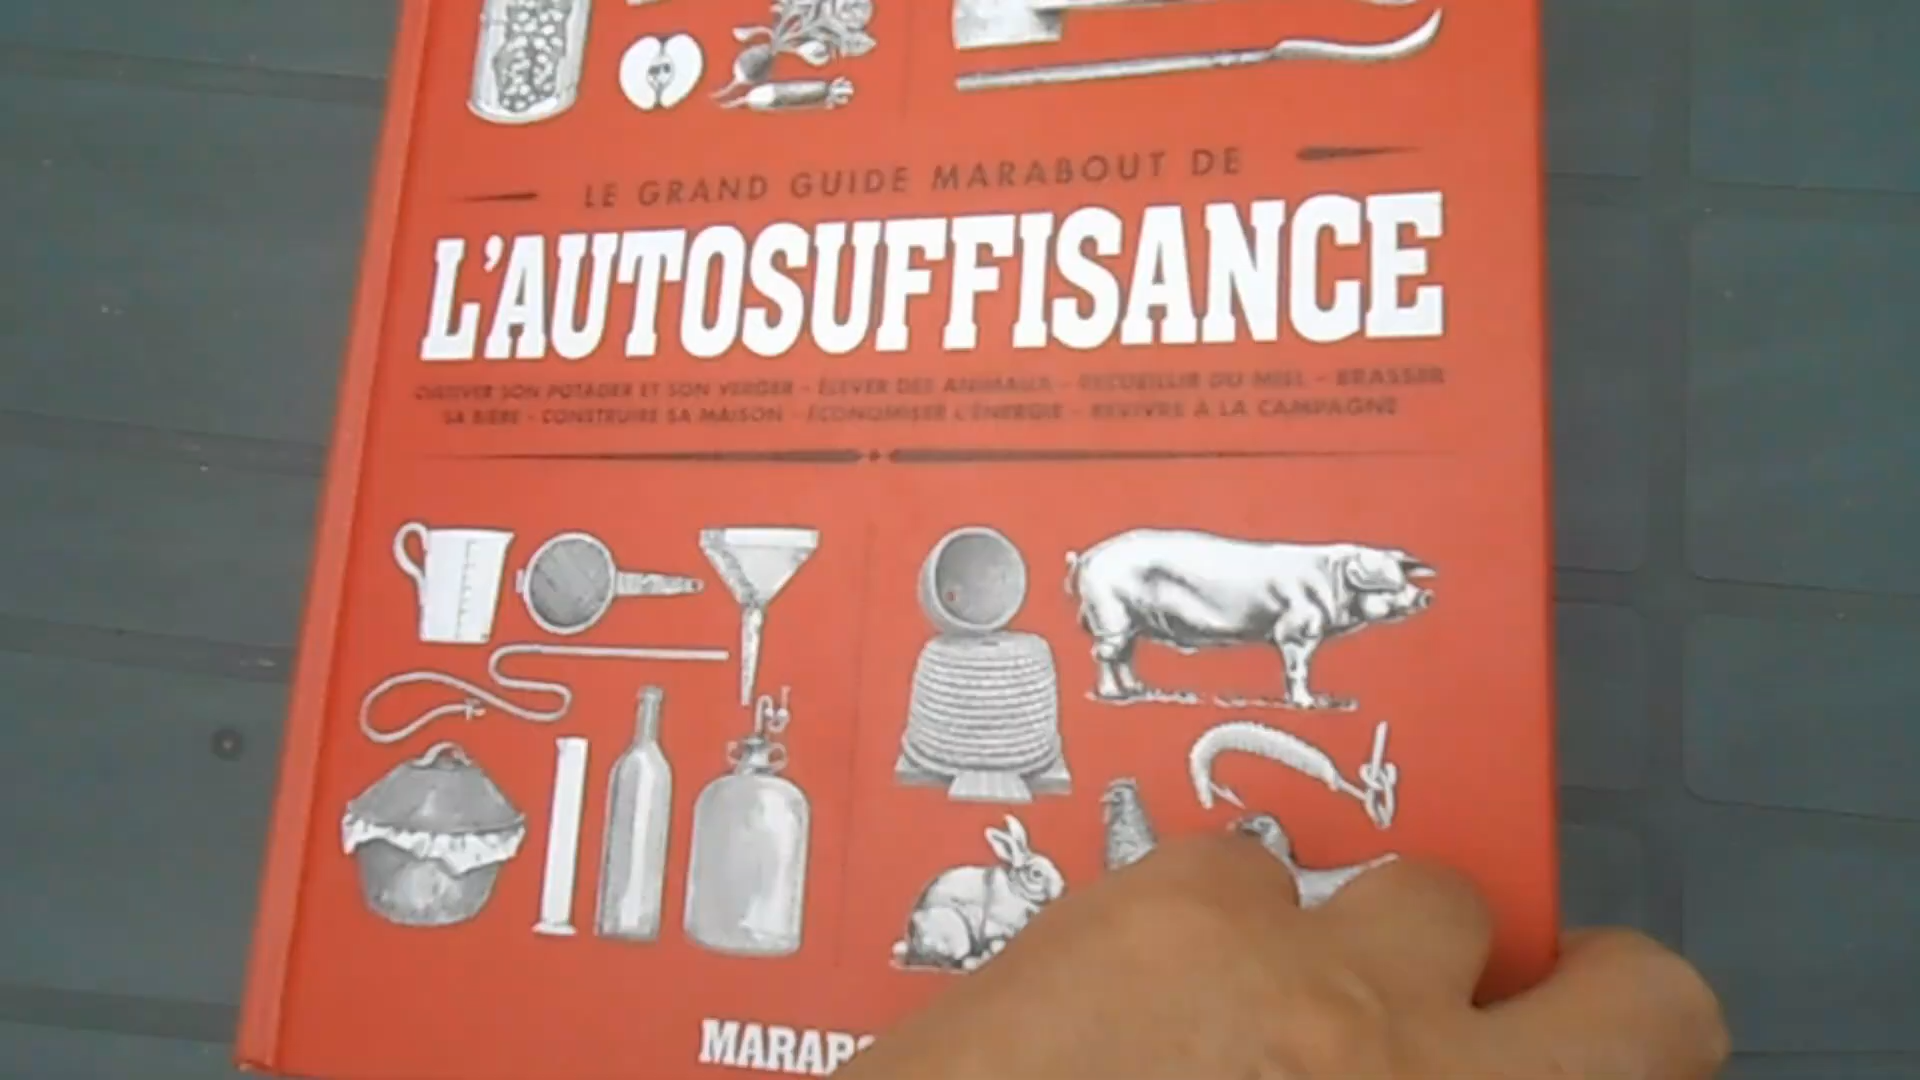 LE GRAND GUIDE MARABOUT DE
L'AUTOSUFFISANCE
CULTIVER SON POTAGER ET SON VERGER - ÉLEVER DES ANIMAUX - RECUEILLIR DU MIEL - BRASSER
SA BIÈRE - CONSTRUIRE SA MAISON - ÉCONOMISER L'ÉNERGIE - REVIVRE À LA CAMPAGNE